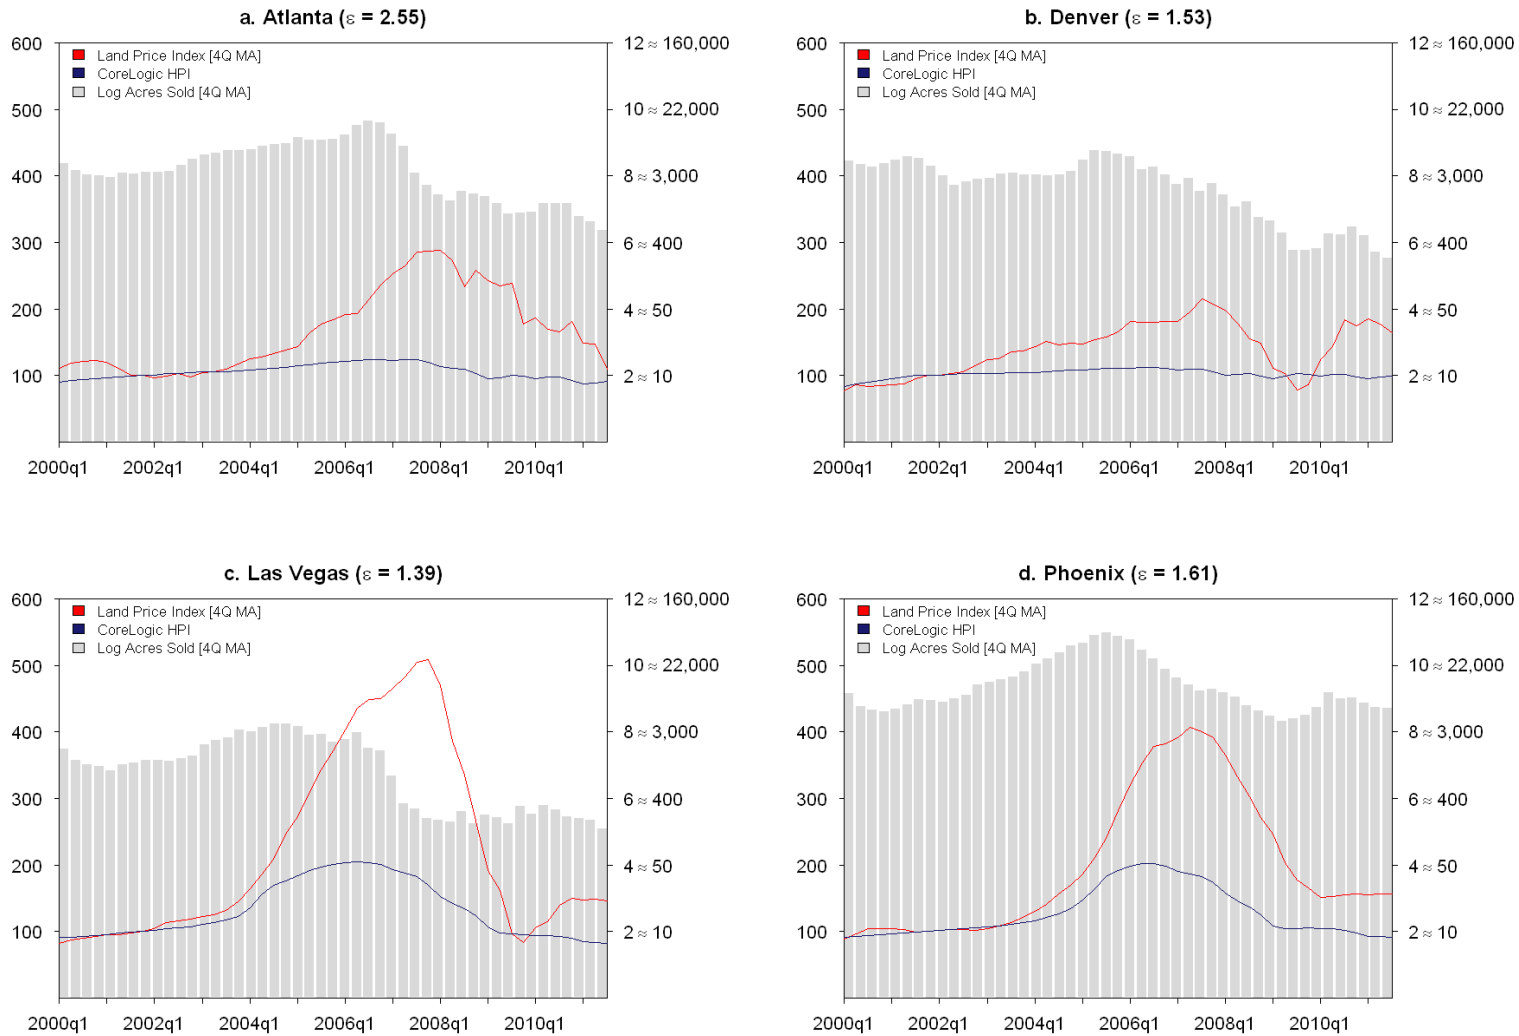 a. Atlanta (ε = 2.55)
600
500
400
300
200
100
Land Price Index [4Q MA]
CoreLogic HPI
Log Acres Sold [4Q MA]
12 ≈ 160,000
10 ≈ 22,000
8 ≈ 3,000
6 ≈ 400
4 ≈ 50
2 ≈ 10
2000q1 2002q1 2004q1 2006q1 2008q1 2010q1
b. Denver (ε = 1.53)
600
500
400
300
200
100
Land Price Index [4Q MA]
CoreLogic HPI
Log Acres Sold [4Q MA]
12 ≈ 160,000
10 ≈ 22,000
8 ≈ 3,000
6 ≈ 400
4 ≈ 50
2 ≈ 10
2000q1 2002q1 2004q1 2006q1 2008q1 2010q1
c. Las Vegas (ε = 1.39)
600
500
400
300
200
100
Land Price Index [4Q MA]
CoreLogic HPI
Log Acres Sold [4Q MA]
12 ≈ 160,000
10 ≈ 22,000
8 ≈ 3,000
6 ≈ 400
4 ≈ 50
2 ≈ 10
2000q1 2002q1 2004q1 2006q1 2008q1 2010q1
d. Phoenix (ε = 1.61)
600
500
400
300
200
100
Land Price Index [4Q MA]
CoreLogic HPI
Log Acres Sold [4Q MA]
12 ≈ 160,000
10 ≈ 22,000
8 ≈ 3,000
6 ≈ 400
4 ≈ 50
2 ≈ 10
2000q1 2002q1 2004q1 2006q1 2008q1 2010q1